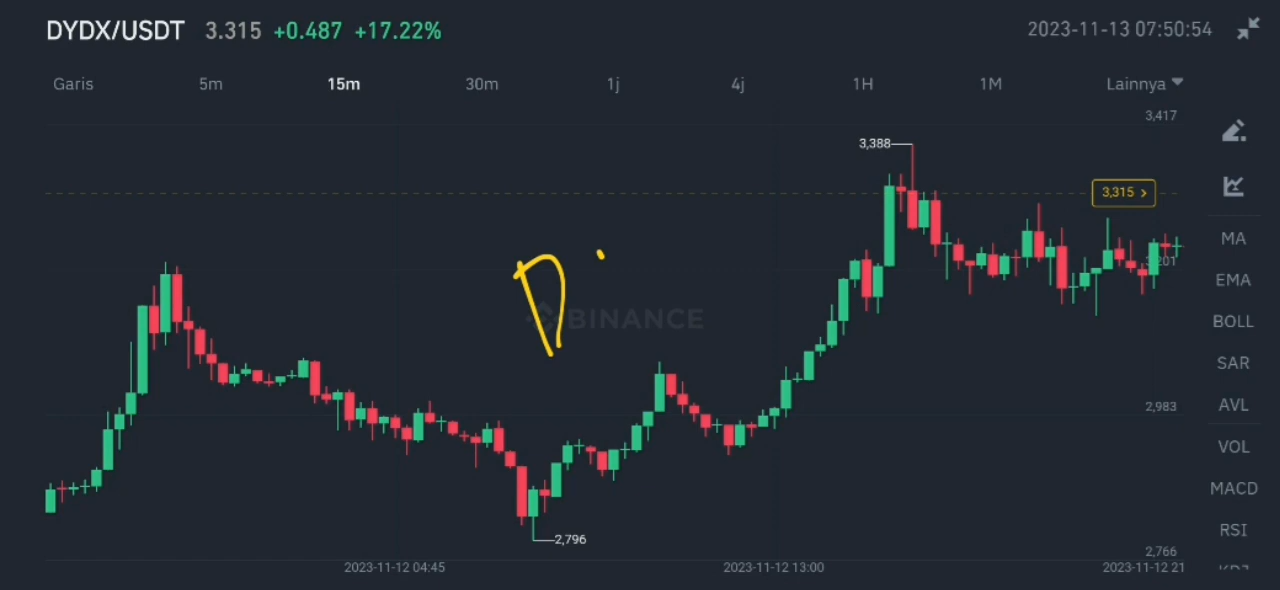 DYDX/USDT 3.315 +0.487 +17.22% 2023-11-13 07:50:54
Garis 5m 15m 30m 1j 4j 1H 1M Lainnya
3,417
3,388
3,315
MA
3,201
EMA
BINANCE
BOLL
SAR
2,983
AVL
VOL
MACD
RSI
2,796
2,766
2023-11-12 04:45 2023-11-12 13:00 2023-11-12 21